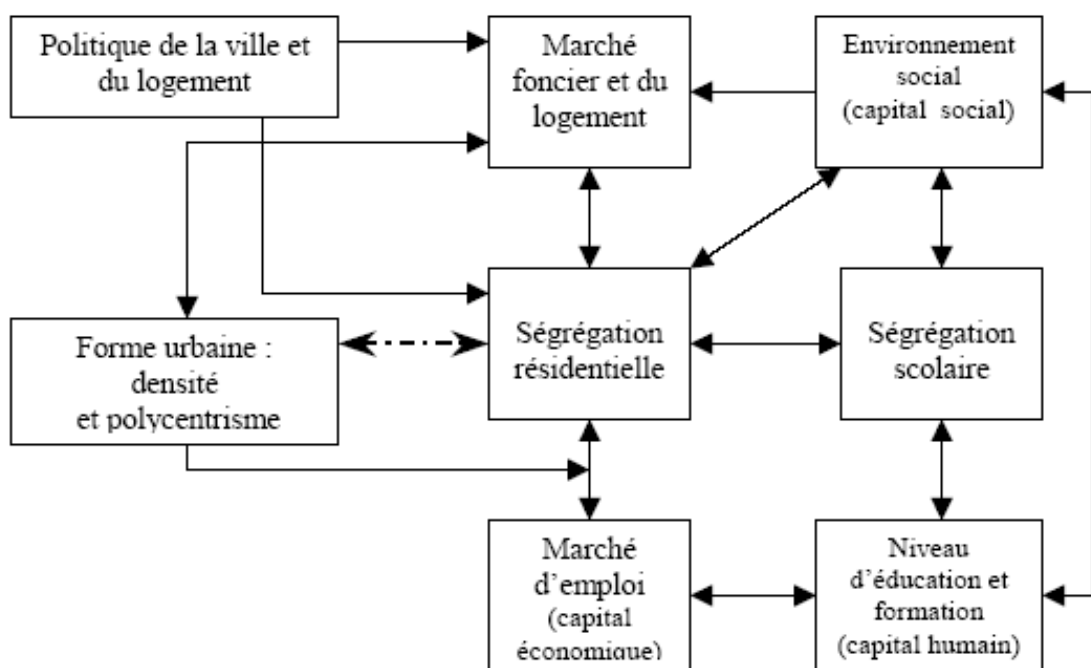 Politique de la ville et
du logement
Marché
foncier et du
logement
Environnement
social
(capital social)
Forme urbaine :
densité
et polycentrisme
Ségrégation
résidentielle
Ségrégation
scolaire
Marché
d'emploi
(capital
économique)
Niveau
d'éducation et
formation
(capital humain)